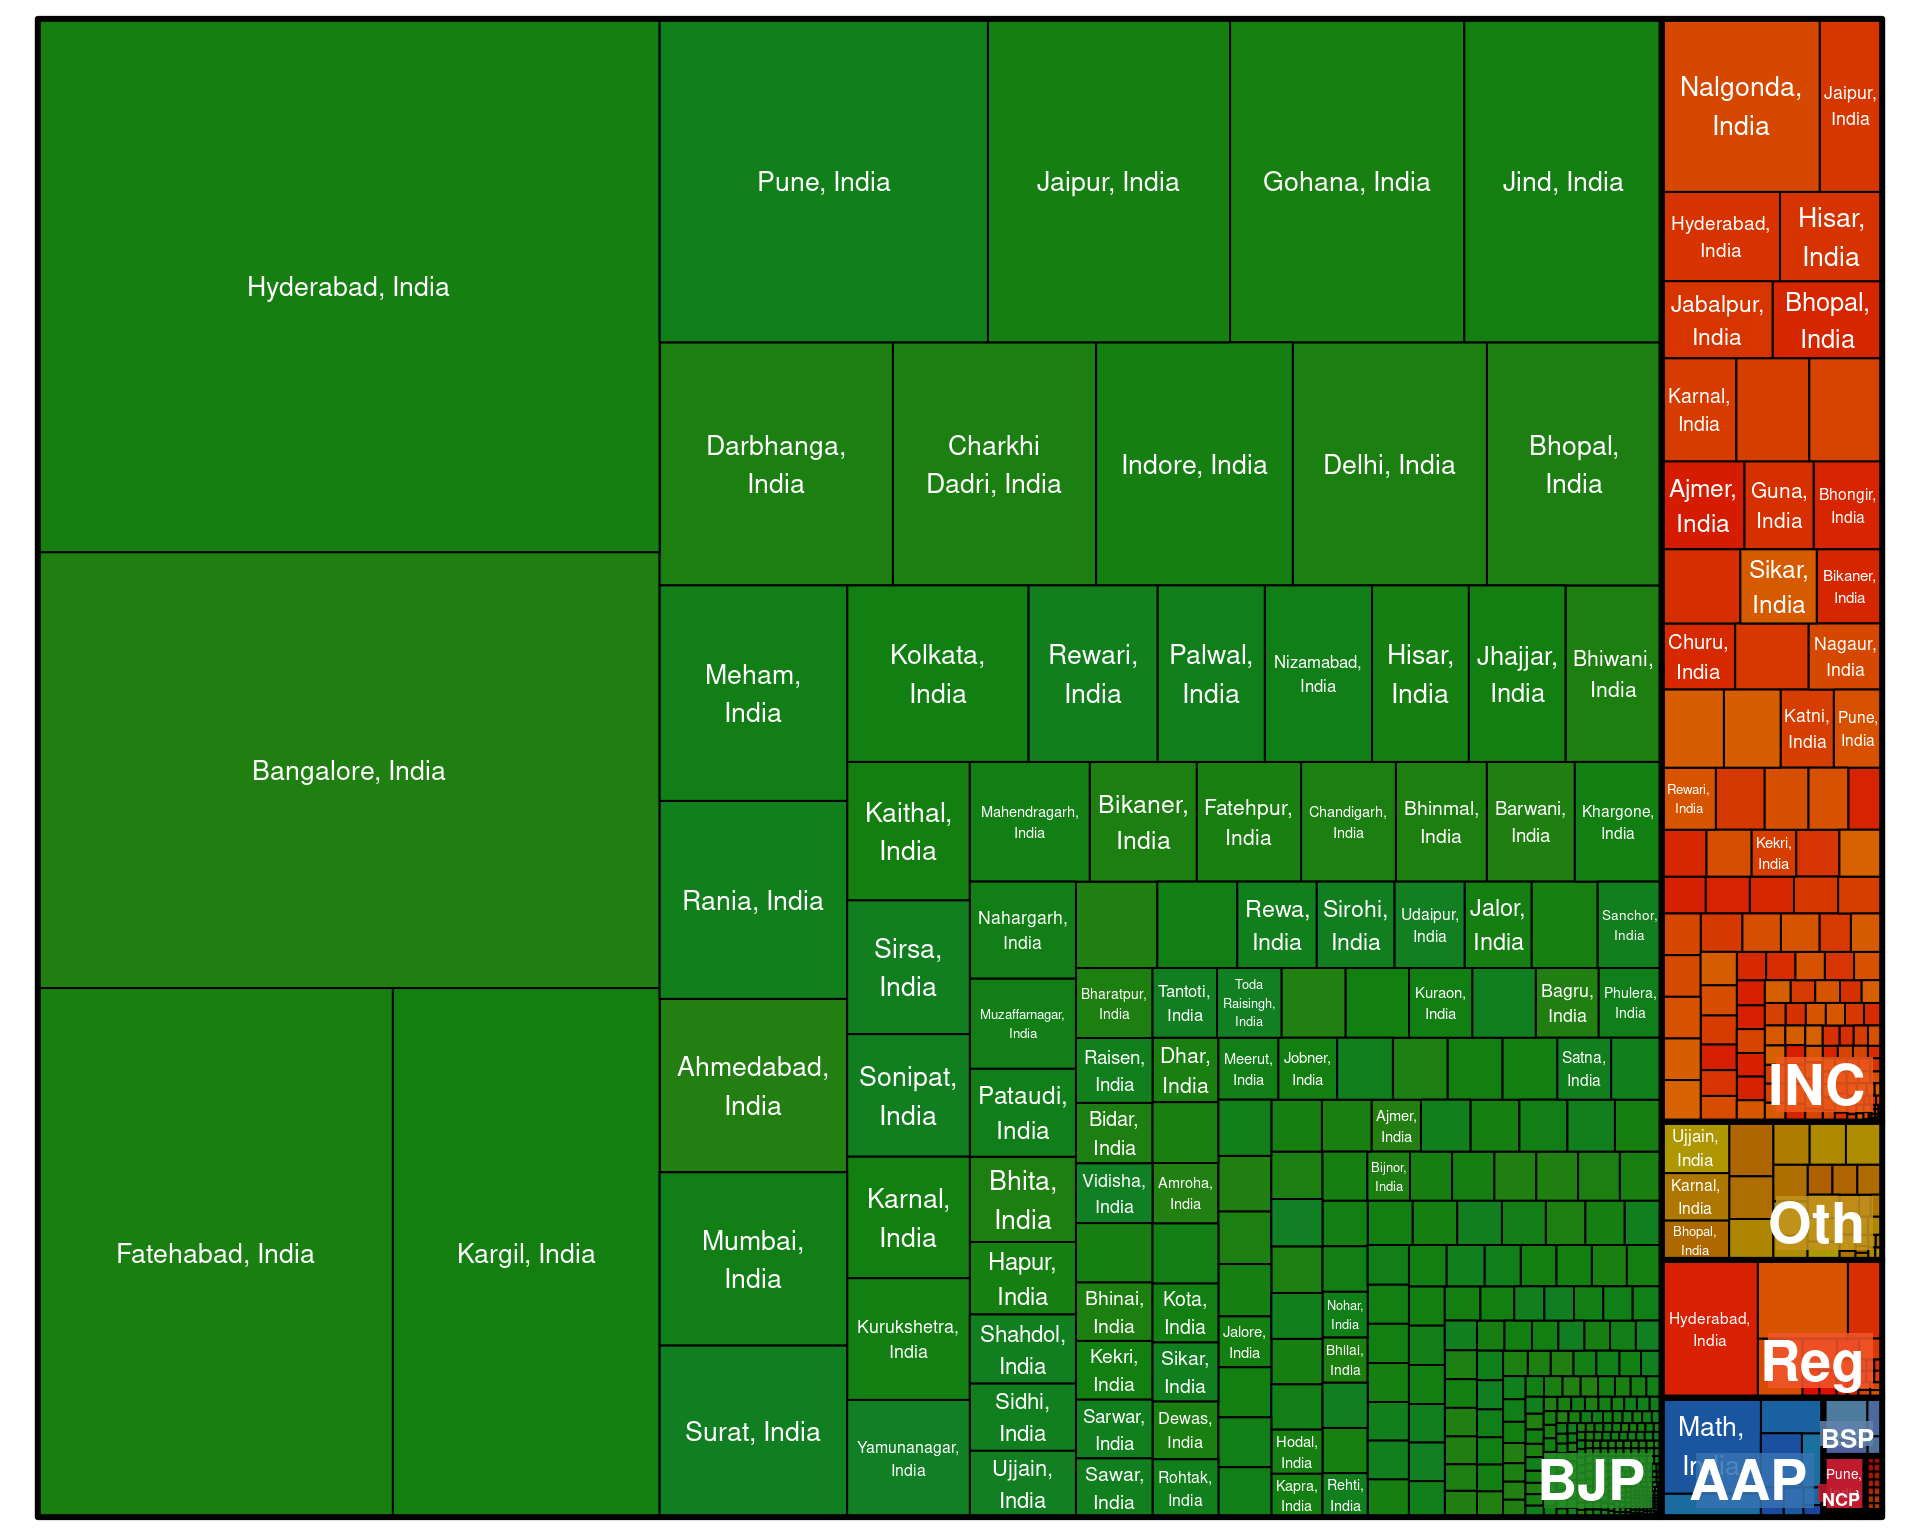 Hyderabad, India
Bangalore, India
Fatehabad, India
Kargil, India
Pune, India
Jaipur, India
Gohana, India
Jind, India
Darbhanga,
India
Charkhi
Dadri, India
Indore, India
Delhi, India
Bhopal,
India
Meham,
India
Rania, India
Ahmedabad,
India
Mumbai,
India
Surat, India
Kolkata,
India
Rewari,
India
Palwal,
India
Nizamabad,
India
Hisar,
India
Jhajjar,
India
Bhiwani,
India
Kaithal,
India
Sirsa,
India
Sonipat,
India
Karnal,
India
Kurukshetra,
India
Yamunanagar,
India
Mahendragarh,
India
Bikaner,
India
Fatehpur,
India
Chandigarh,
India
Bhinmal,
India
Barwani,
India
Khargone,
India
Nahargarh,
India
Muzaffarnagar,
India
Pataudi,
India
Bhita,
India
Hapur,
India
Shahdol,
India
Sidhi,
India
Ujjain,
India
Rewa,
India
Sirohi,
India
Udaipur,
India
Jalor,
India
Sanchor,
India
Bharatpur,
India
Tantoti,
India
Toda
Raisingh,
India
Kuraon,
India
Bagru,
India
Phulera,
India
Raisen,
India
Dhar,
India
Meerut,
India
Jobner,
India
Satna,
India
Bidar,
India
Ajmer,
India
Vidisha,
India
Amroha,
India
Bijnor,
India
Bhinai,
India
Kota,
India
Nohar,
India
Jalore,
India
Bhilai,
India
Kekri,
India
Sikar,
India
Sarwar,
India
Dewas,
India
Sawar,
India
Rohtak,
India
Hodal,
India
Kapra,
India
Rehti,
India
BJP
Nalgonda,
India
Jaipur,
India
Hyderabad,
India
Hisar,
India
Jabalpur,
India
Bhopal,
India
Karnal,
India
Ajmer,
India
Guna,
India
Bhongir,
India
Sikar,
India
Bikaner,
India
Churu,
India
Nagaur,
India
Katni,
India
Pune,
India
Rewari,
India
Kekri,
India
INC
Ujjain,
India
Karnal,
India
Bhopal,
India
Oth
Hyderabad,
India
Reg
Math,
India
AAP
BSP
Pune,
NCP